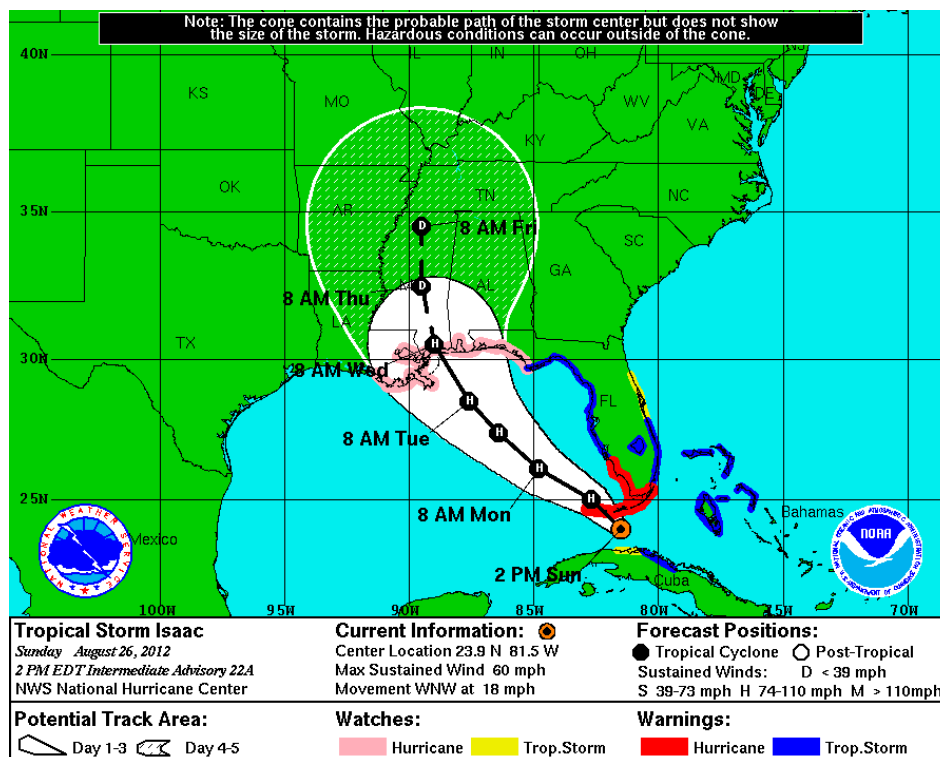 Note: The cone contains the probable path of the storm center but does not show
the size of the storm. Hazardous conditions can occur outside of the cone.
40N
IL
IN
OH
NJ
MD
DE
KS
MO
WV
KY
VA
OK
TN
NC
AR
35N
8 AM Fri
SC
GA
AL
8 AM Thu
LA
TX
30N
8 AM Wed
FL
8 AM Tue
25N
8 AM Mon
Bahamas
Mexico
NATIONAL WEATHER SERVICE
NOAA
2 PM Sun
Cuba
100W
95W
90W
85W
80W
75W
70W
D
D
H
H
H
H
H
Tropical Storm Isaac
Sunday August 26, 2012
2 PM EDT Intermediate Advisory 22A
NWS National Hurricane Center
Current Information:
Center Location 23.9 N 81.5 W
Max Sustained Wind 60 mph
Movement WNW at 18 mph
Forecast Positions:
Tropical Cyclone Post-Tropical
Sustained Winds: D < 39 mph
S 39-73 mph H 74-110 mph M > 110mph
Potential Track Area:
Day 1-3 Day 4-5
Watches:
Hurricane Trop.Storm
Warnings:
Hurricane Trop.Storm